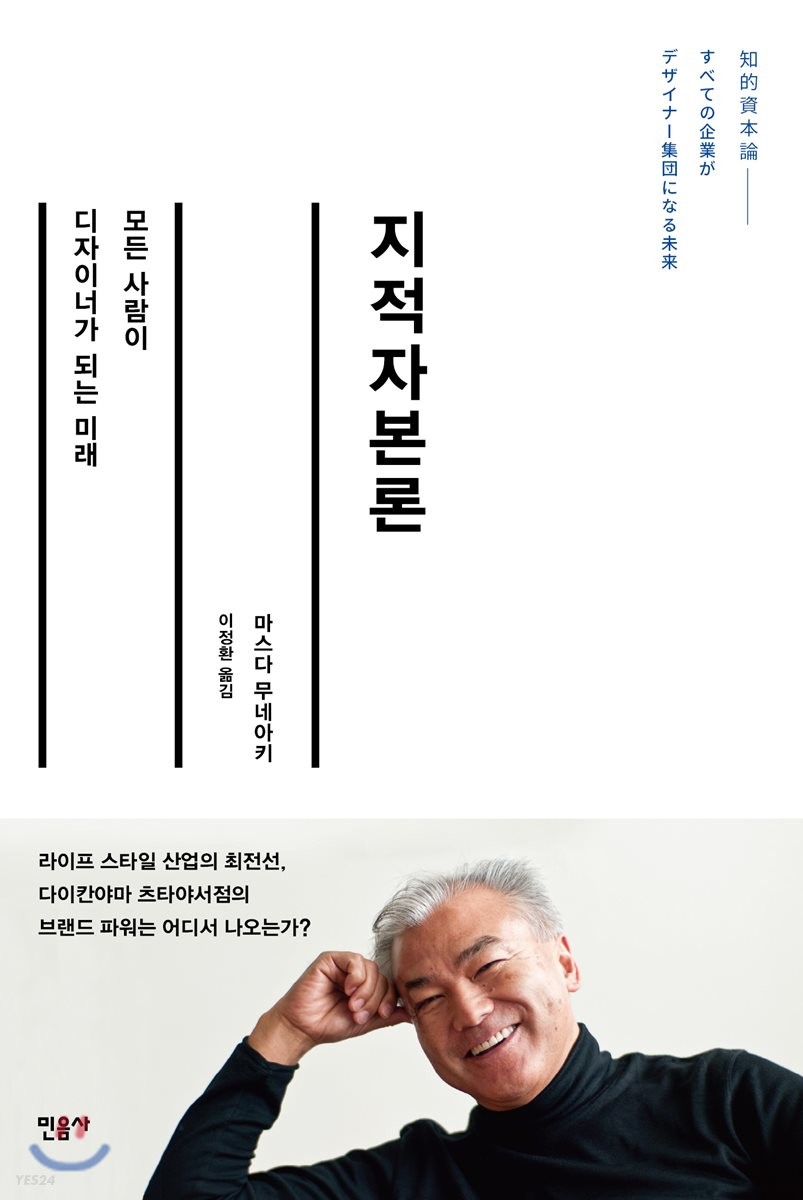 知的資本論
すべての企業が
デザイナー集団になる未来
지적자본론
모든 사람이
디자이너가 되는 미래
마스다 무네아키
이정환 옮김
라이프 스타일 산업의 최전선,
다이칸야마 츠타야서점의
브랜드 파워는 어디서 나오는가?
민음사
YES24